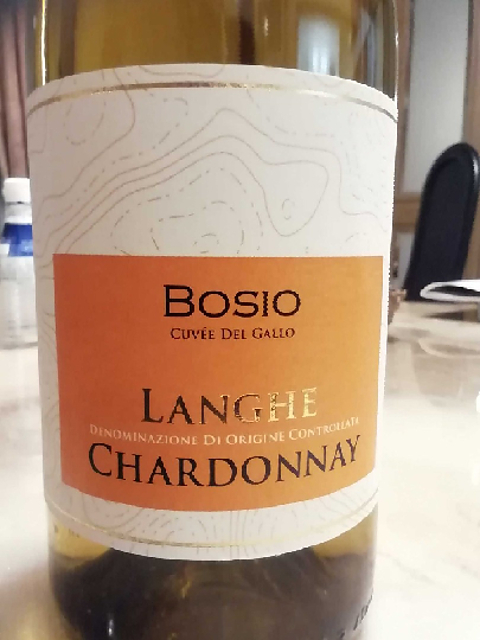 BOSIO
CUVÉE DEL GALLO
LANGHE
DENOMINAZIONE DI ORIGINE CONTROLLATA
CHARDONNAY